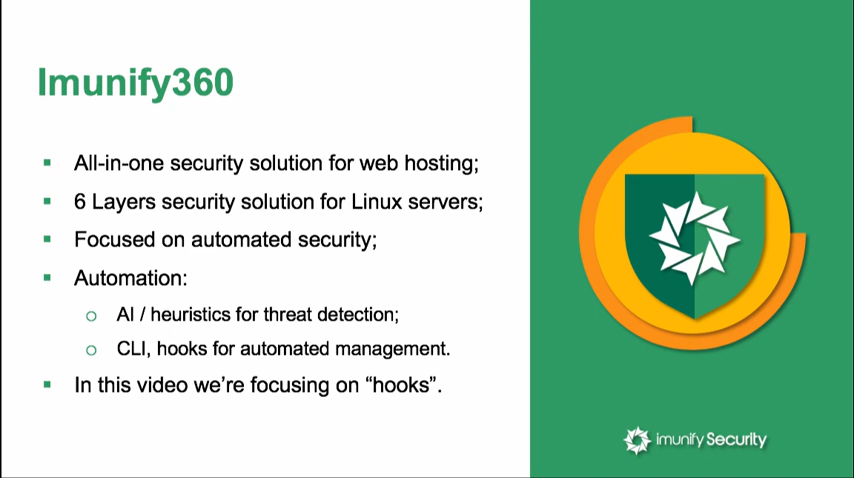 Imunify360
▪ All-in-one security solution for web hosting;
▪ 6 Layers security solution for Linux servers;
▪ Focused on automated security;
▪ Automation:
○ AI / heuristics for threat detection;
○ CLI, hooks for automated management.
▪ In this video we’re focusing on “hooks”.
imunify Security